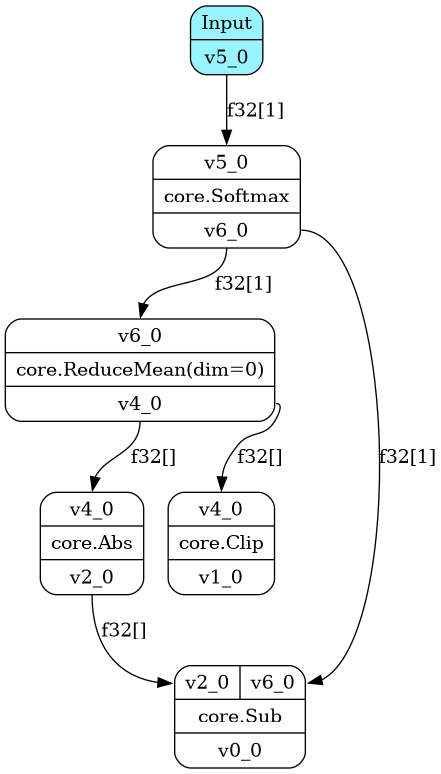 Input
v5_0
f32[1]
v5_0
core.Softmax
v6_0
f32[1]
v6_0
core.ReduceMean(dim=0)
v4_0
f32[1]
f32[]
f32[]
v4_0
core.Abs
v2_0
v4_0
core.Clip
v1_0
f32[]
v2_0 v6_0
core.Sub
v0_0